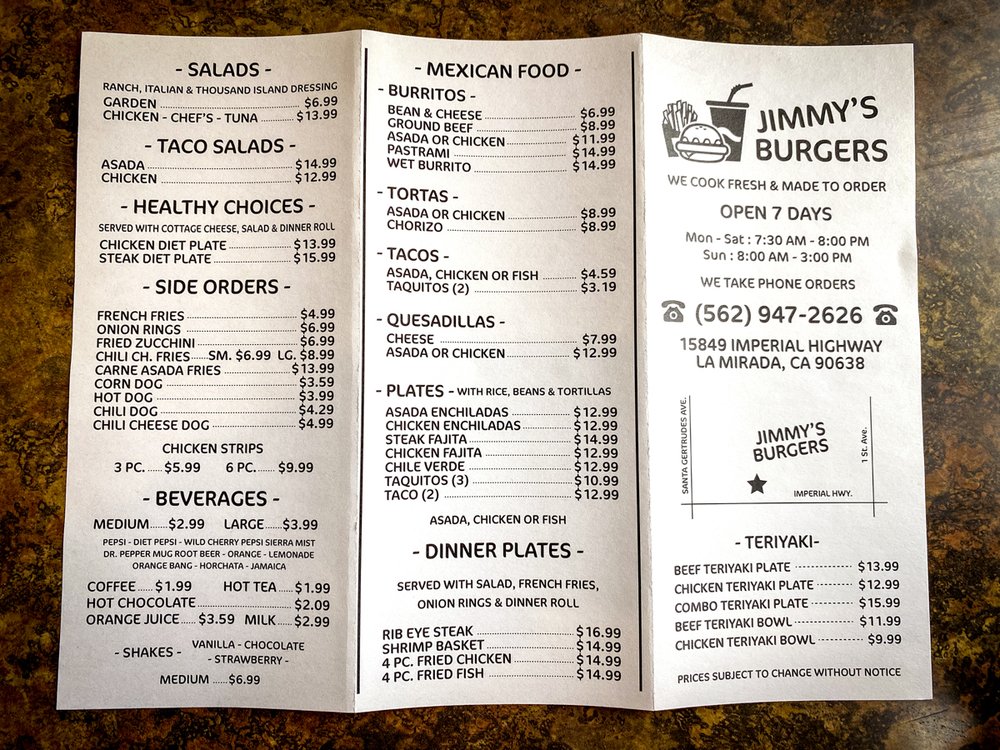 - SALADS -
RANCH, ITALIAN & THOUSAND ISLAND DRESSING
GARDEN $6.99
CHICKEN - CHEF'S - TUNA $13.99
- TACO SALADS -
ASADA $14.99
CHICKEN $12.99
- HEALTHY CHOICES -
SERVED WITH COTTAGE CHEESE, SALAD & DINNER ROLL
CHICKEN DIET PLATE $13.99
STEAK DIET PLATE $15.99
- SIDE ORDERS -
FRENCH FRIES $4.99
ONION RINGS $6.99
FRIED ZUCCHINI $6.99
CHILI CH. FRIES SM. $6.99 LG. $8.99
CARNE ASADA FRIES $13.99
CORN DOG $3.59
HOT DOG $3.99
CHILI DOG $4.29
CHILI CHEESE DOG $4.99
CHICKEN STRIPS
3 PC. $5.99 6 PC. $9.99
- BEVERAGES -
MEDIUM $2.99 LARGE $3.99
PEPSI - DIET PEPSI - WILD CHERRY PEPSI SIERRA MIST
DR. PEPPER MUG ROOT BEER - ORANGE - LEMONADE
ORANGE BANG - HORCHATA - JAMAICA
COFFEE $1.99 HOT TEA $1.99
HOT CHOCOLATE $2.09
ORANGE JUICE $3.59 MILK $2.99
- SHAKES - VANILLA - CHOCOLATE
- STRAWBERRY -
MEDIUM $6.99
- MEXICAN FOOD -
- BURRITOS -
BEAN & CHEESE $6.99
GROUND BEEF $8.99
ASADA OR CHICKEN $11.99
PASTRAMI $14.99
WET BURRITO $14.99
- TORTAS -
ASADA OR CHICKEN $8.99
CHORIZO $8.99
- TACOS -
ASADA, CHICKEN OR FISH $4.59
TAQUITOS (2) $3.19
- QUESADILLAS -
CHEESE $7.99
ASADA OR CHICKEN $12.99
- PLATES - WITH RICE, BEANS & TORTILLAS
ASADA ENCHILADAS $12.99
CHICKEN ENCHILADAS $12.99
STEAK FAJITA $14.99
CHICKEN FAJITA $12.99
CHILE VERDE $12.99
TAQUITOS (3) $10.99
TACO (2) $12.99
ASADA, CHICKEN OR FISH
- DINNER PLATES -
SERVED WITH SALAD, FRENCH FRIES,
ONION RINGS & DINNER ROLL
RIB EYE STEAK $16.99
SHRIMP BASKET $14.99
4 PC. FRIED CHICKEN $14.99
4 PC. FRIED FISH $14.99
JIMMY'S
BURGERS
WE COOK FRESH & MADE TO ORDER
OPEN 7 DAYS
Mon - Sat : 7:30 AM - 8:00 PM
Sun : 8:00 AM - 3:00 PM
WE TAKE PHONE ORDERS
(562) 947-2626
15849 IMPERIAL HIGHWAY
LA MIRADA, CA 90638
SANTA GERTRUDES AVE.
JIMMY'S
BURGERS
1 St. Ave.
IMPERIAL HWY.
- TERIYAKI-
BEEF TERIYAKI PLATE $13.99
CHICKEN TERIYAKI PLATE $12.99
COMBO TERIYAKI PLATE $15.99
BEEF TERIYAKI BOWL $11.99
CHICKEN TERIYAKI BOWL $9.99
PRICES SUBJECT TO CHANGE WITHOUT NOTICE